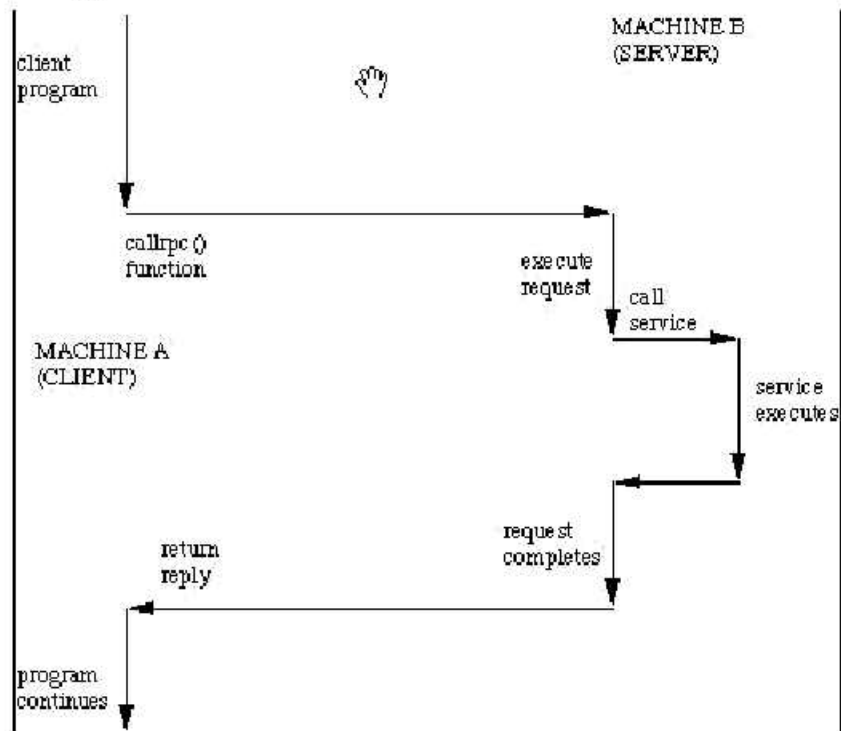 MACHINE B
(SERVER)
client
program
callrpc()
function
execute
request
call
service
MACHINE A
(CLIENT)
service
executes
request
completes
return
reply
program
continues